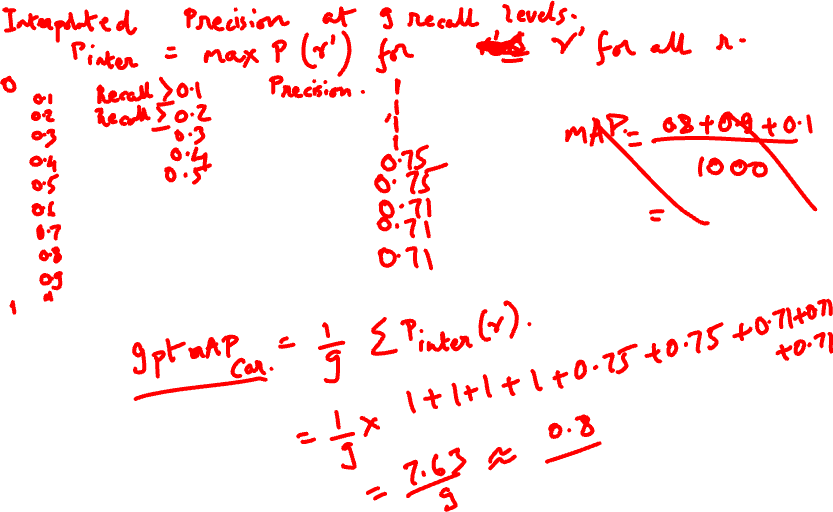 Interpolated Precision at 9 recall levels.
Pinter = max P (r') for r' for all r.
0
0.1 Recall ≥ 0.1 Precision. 1
0.2 Recall ≥ 0.2 1
0.3 0.3 1
0.4 0.4 1
0.5 0.5 0.75
0.6 0.75
0.7 0.71
0.8 0.71
0.9 0.71
1
mAP = 0.8+0.9+0.1
1000
=
9pt mAP Car. = 1/9 Σ Pinter(r).
= 1/9 × 1+1+1+1+0.75+0.75+0.71+0.71
+0.71
= 7.63/9 ≈ 0.8